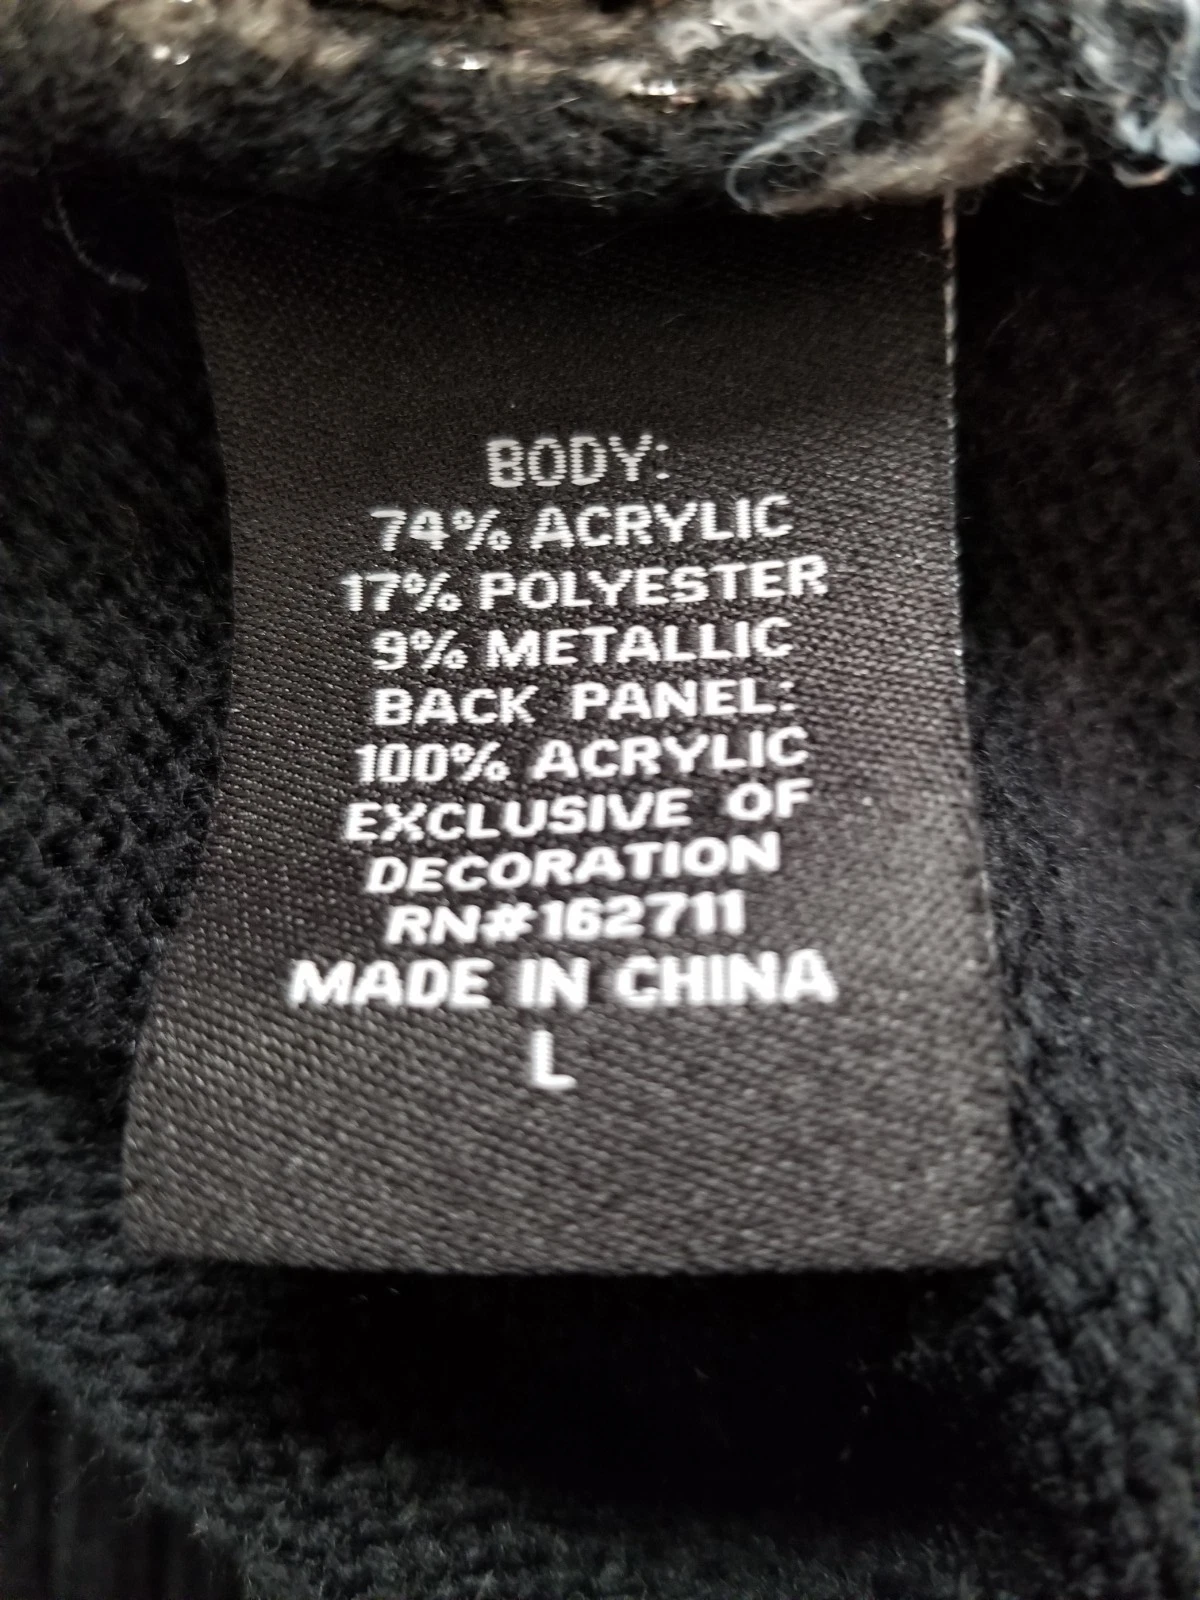 BODY:
74% ACRYLIC
17% POLYESTER
9% METALLIC
BACK PANEL:
100% ACRYLIC
EXCLUSIVE OF
DECORATION
RN#162711
MADE IN CHINA
L